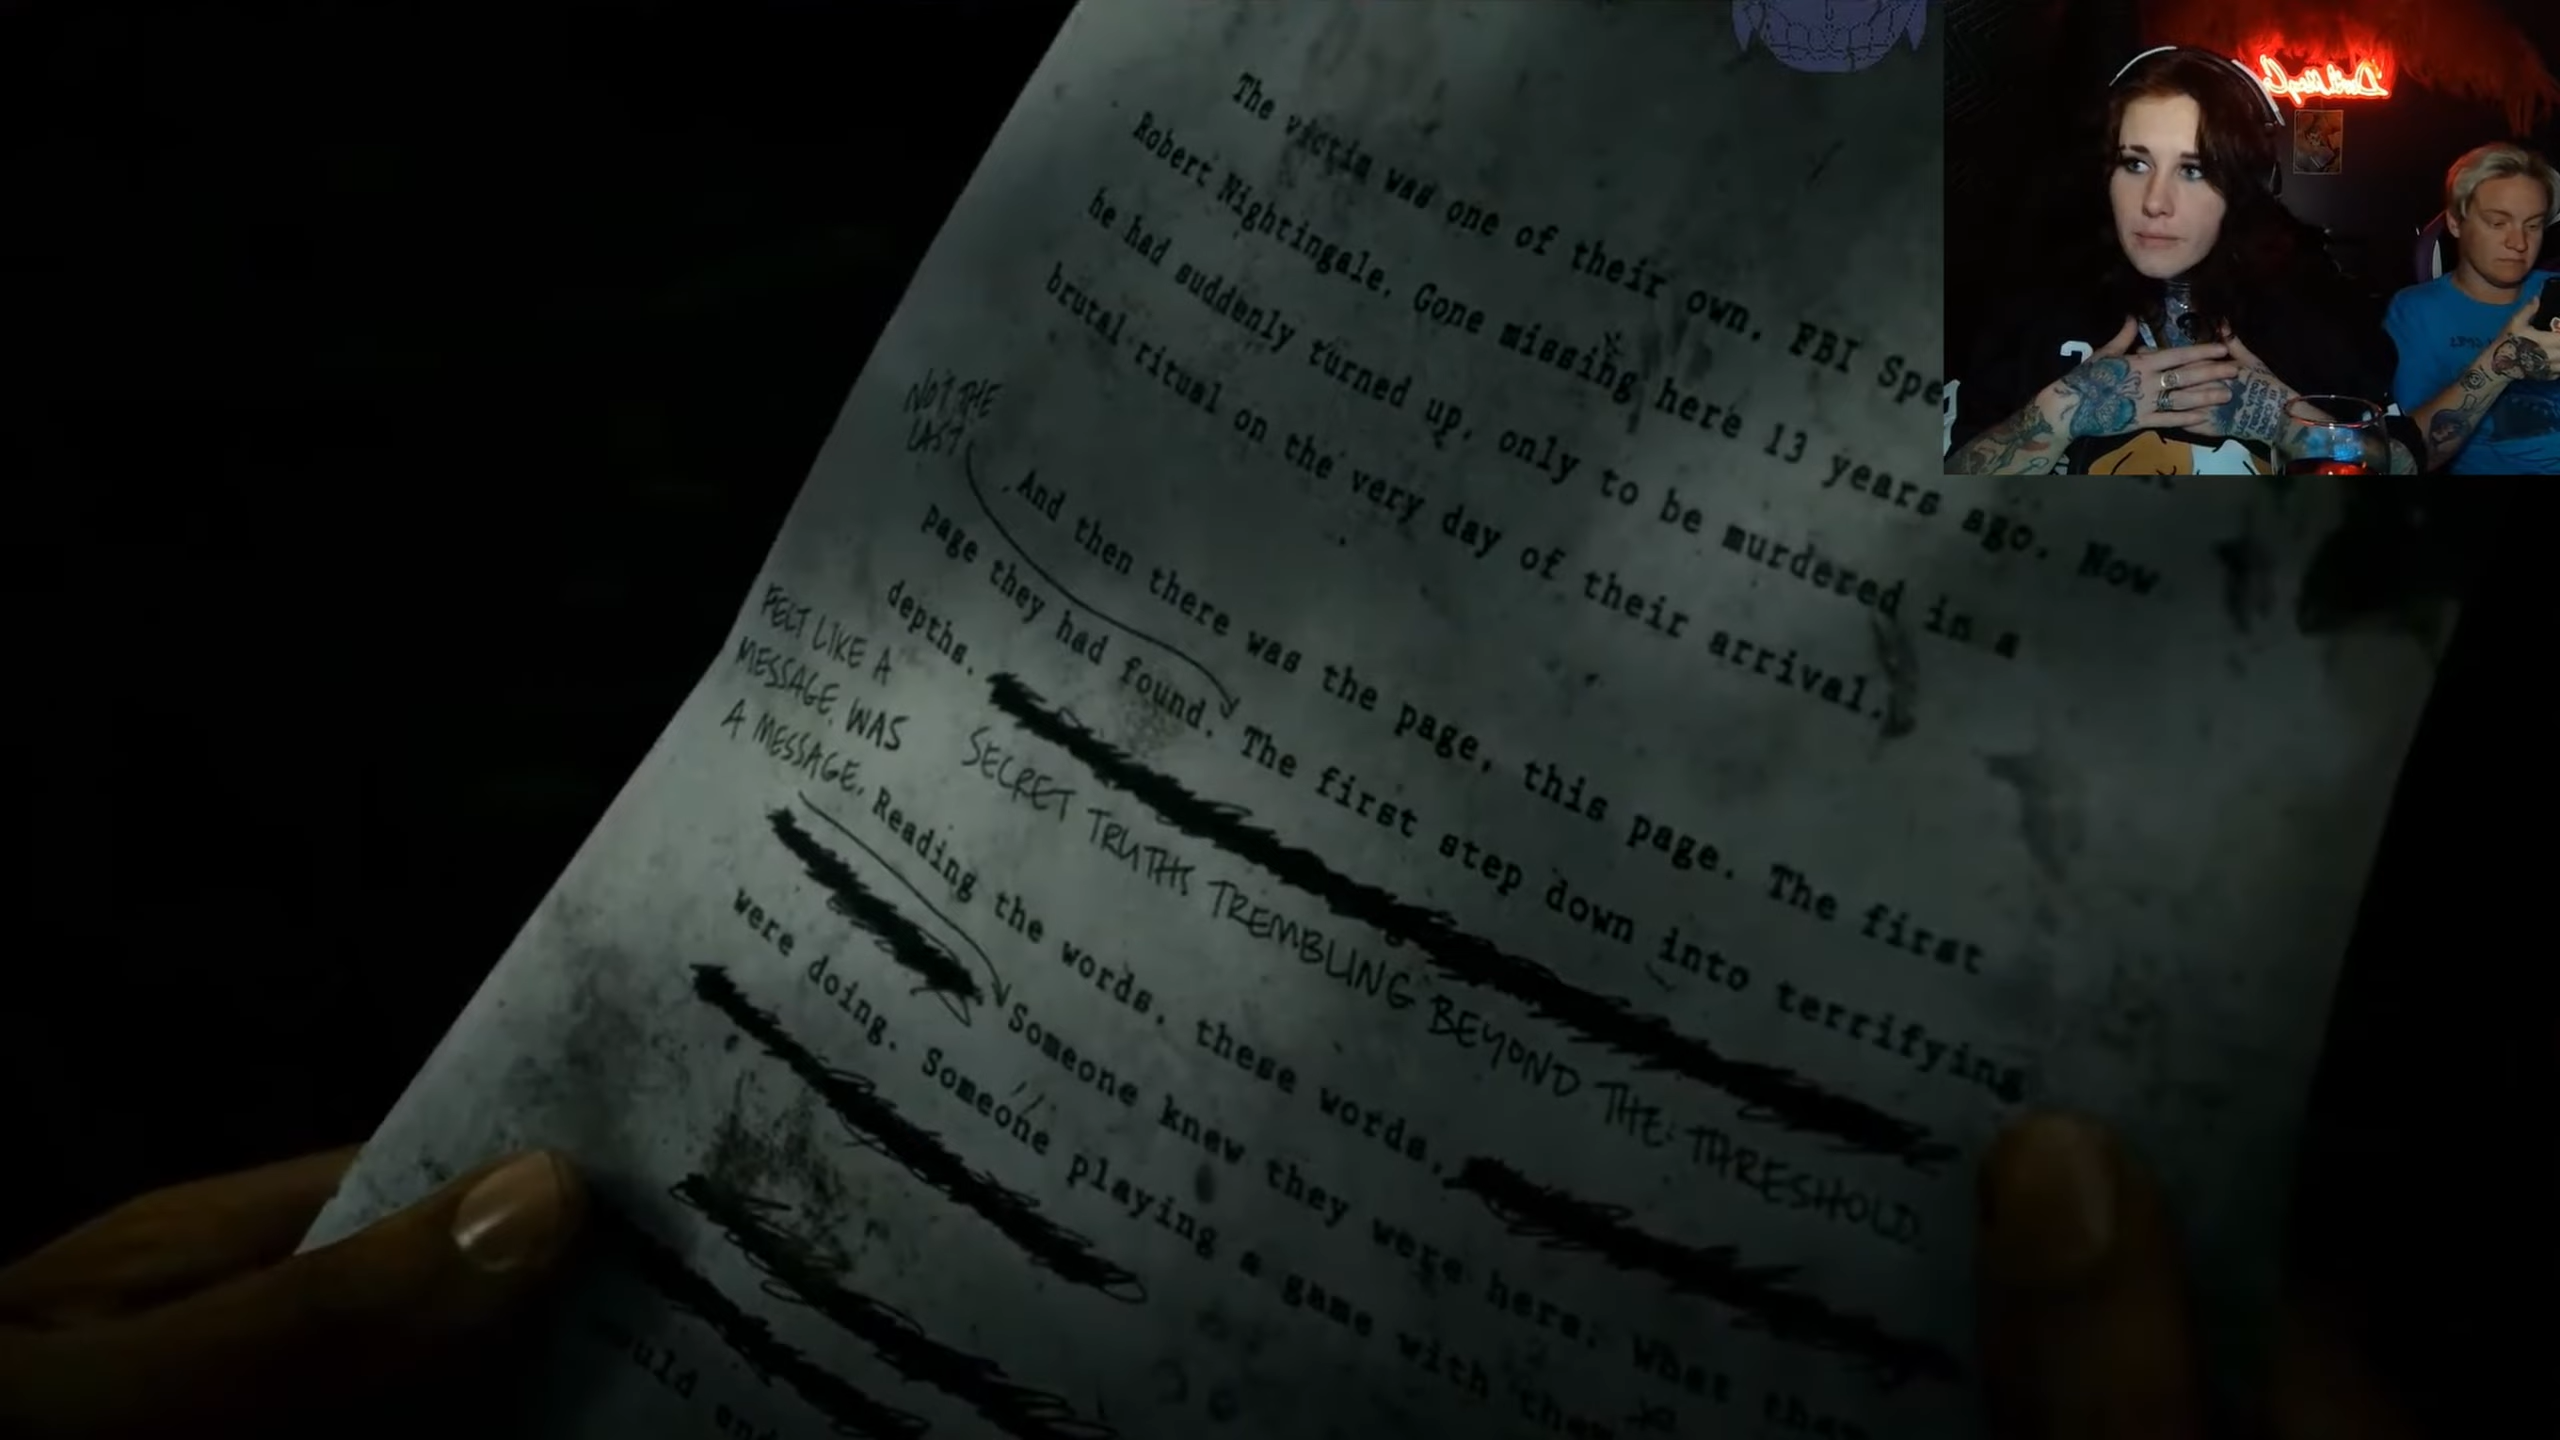 The victim was one of their own. FBI Spe
Robert Nightingale. Gone missing here 13 years ago. Now
he had suddenly turned up, only to be murdered in a
brutal ritual on the very day of their arrival.
NOT THE
LAST
And then there was the page, this page. The first
page they had found. The first step down into terrifying
depths.
SECRET TRUTHS TREMBLING BEYOND THE THRESHOLD.
FELT LIKE A
MESSAGE. WAS
A MESSAGE.
Reading the words, these words,
Someone knew they were here. What they
were doing. Someone playing a game with them